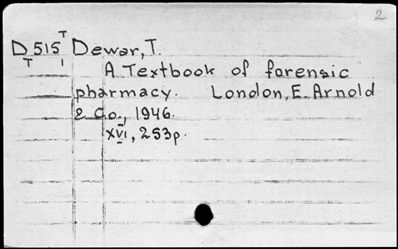 2
T
D515 Dewar, T.
T 1
A Textbook of forensic
pharmacy. London, E. Arnold
& Co., 1946.
XVI, 253p.